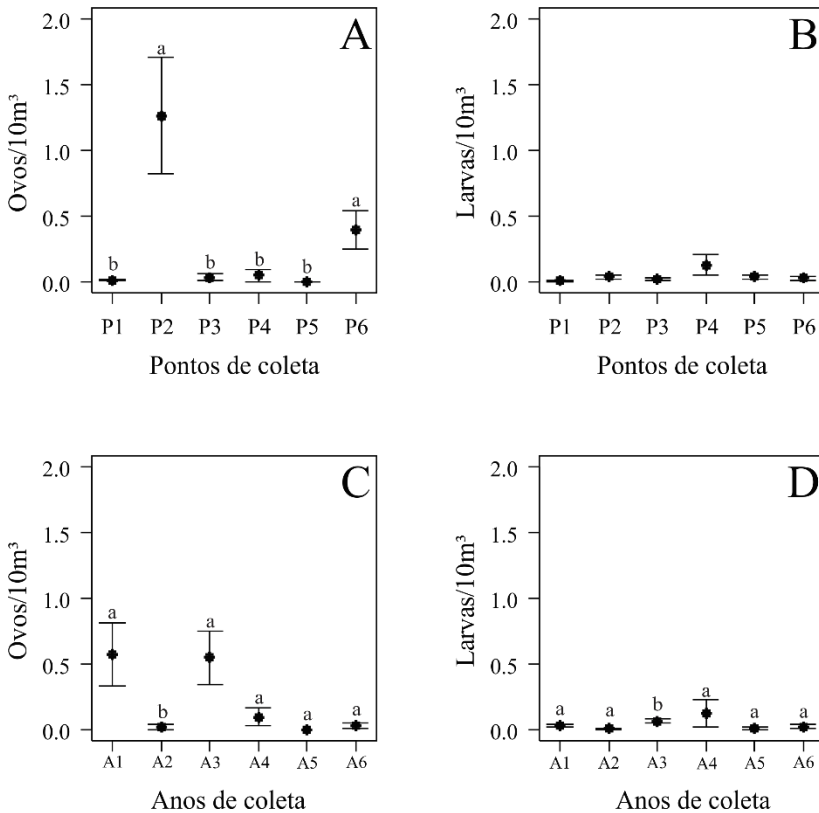 A
2.0
1.5
1.0
0.5
0.0
Ovos/10m³
b
a
b
b
b
a
P1 P2 P3 P4 P5 P6
Pontos de coleta
B
2.0
1.5
1.0
0.5
0.0
Larvas/10m³
P1 P2 P3 P4 P5 P6
Pontos de coleta
C
2.0
1.5
1.0
0.5
0.0
Ovos/10m³
a
b
a
a
a
a
A1 A2 A3 A4 A5 A6
Anos de coleta
D
2.0
1.5
1.0
0.5
0.0
Larvas/10m³
a
a
b
a
a
a
A1 A2 A3 A4 A5 A6
Anos de coleta